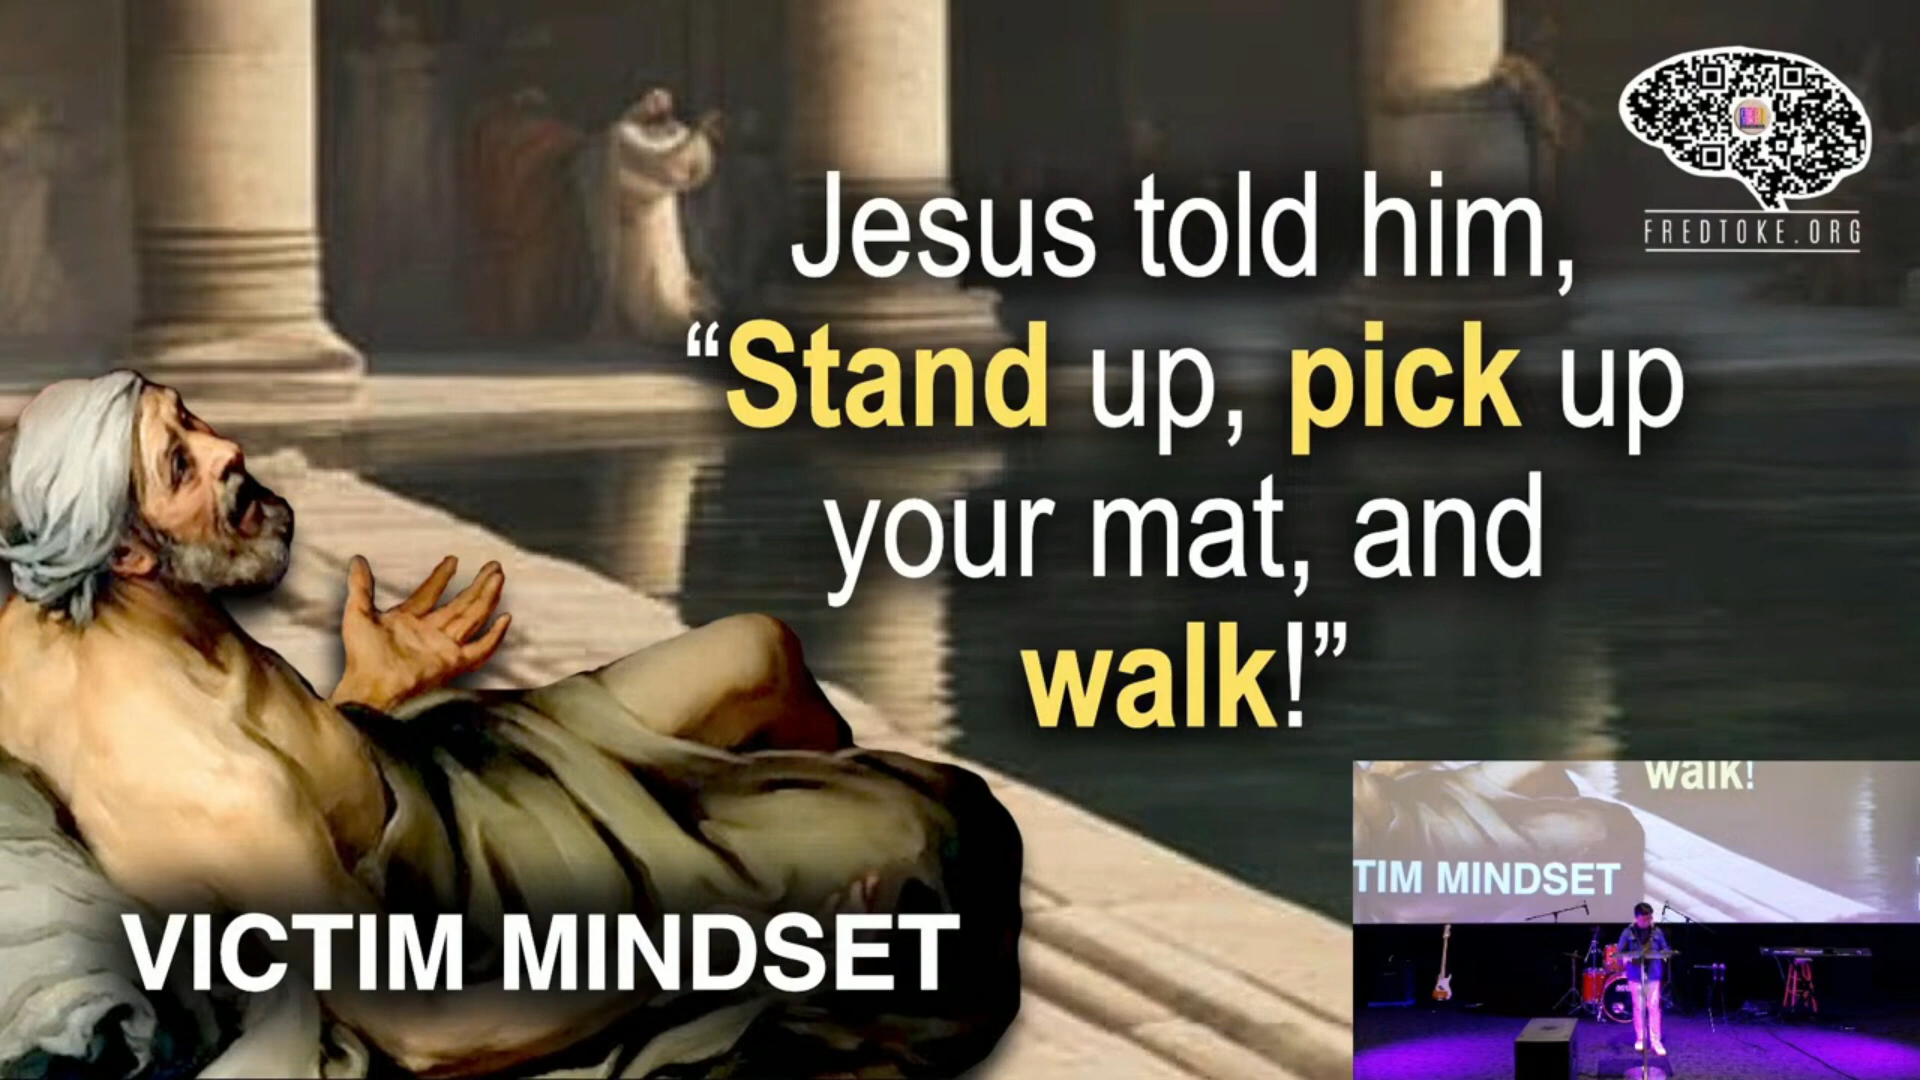 Jesus told him,
“Stand up, pick up
your mat, and
walk!”
FREDTOKE.ORG
VICTIM MINDSET
walk!
TIM MINDSET